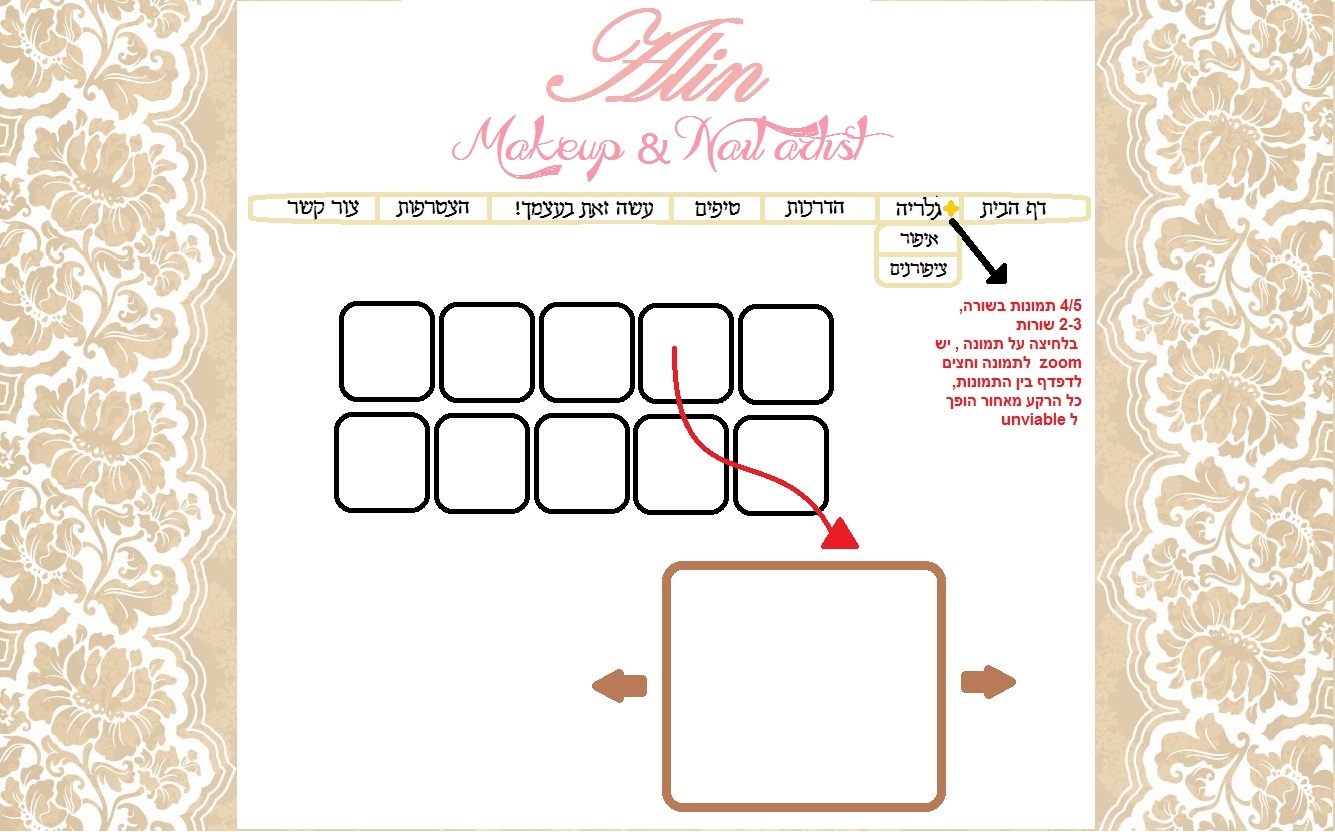 Alin
Makeup & Nail artist
דף הבית גלריה הדרכות טיפים עשה זאת בעצמך! הצטרפות צור קשר
איפור
ציפורנים
4/5 תמונות בשורה,
2-3 שורות
בלחיצה על תמונה , יש
zoom לתמונה וחצים
לדפדף בין התמונות,
כל הרקע מאחור הופך
ל unviable